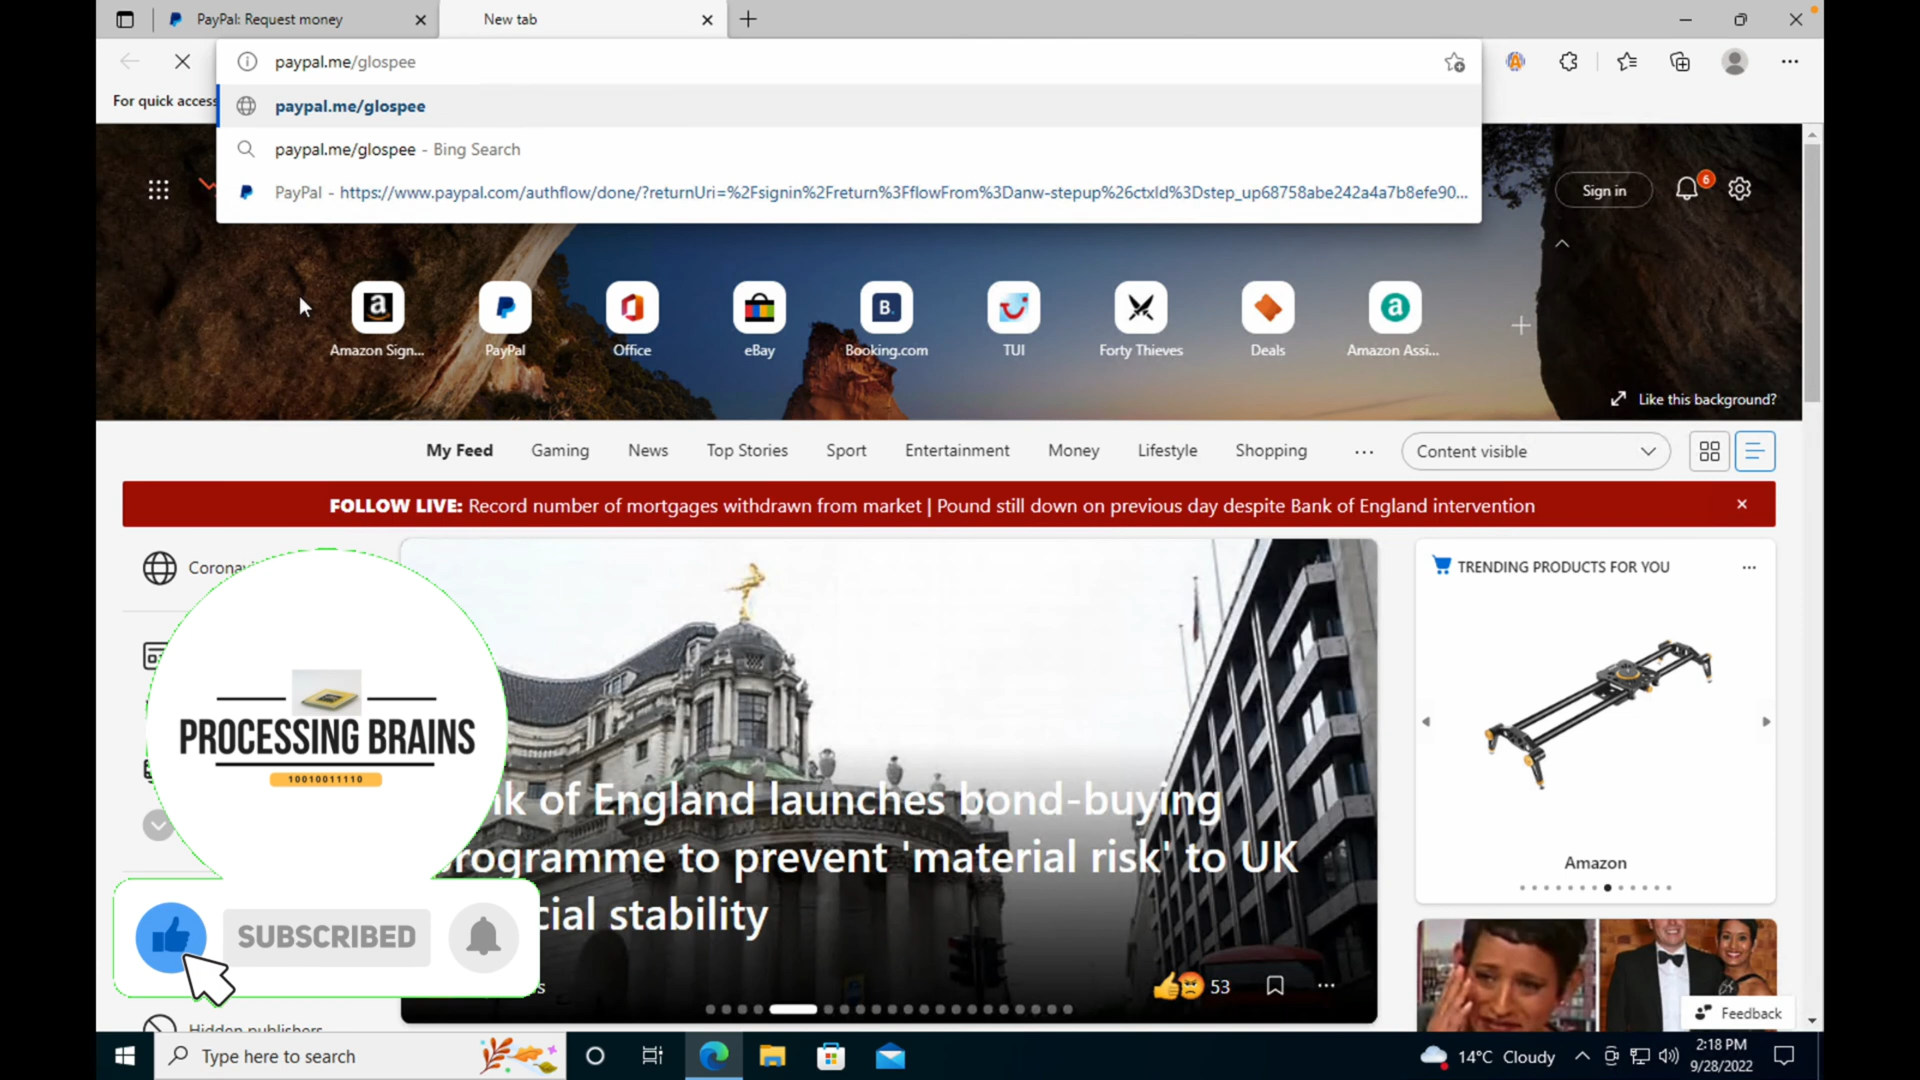 PayPal: Request money
New tab
paypal.me/glospee
For quick access
paypal.me/glospee
paypal.me/glospee - Bing Search
PayPal - https://www.paypal.com/authflow/done/?returnUri=%2Fsignin%2Freturn%3FflowFrom%3Danw-stepup%26ctxId%3Dstep_up68758abe242a4a7b8efe90...
Sign in
6
Amazon Sign...
PayPal
Office
eBay
Booking.com
TUI
Forty Thieves
Deals
Amazon Assi...
Like this background?
My Feed
Gaming
News
Top Stories
Sport
Entertainment
Money
Lifestyle
Shopping
...
Content visible
FOLLOW LIVE: Record number of mortgages withdrawn from market | Pound still down on previous day despite Bank of England intervention
TRENDING PRODUCTS FOR YOU
PROCESSING BRAINS
10010011110
nk of England launches bond-buying
rogramme to prevent 'material risk' to UK
cial stability
Amazon
SUBSCRIBED
53
Hidden publishers
Feedback
Type here to search
14°C Cloudy
2:18 PM
9/28/2022